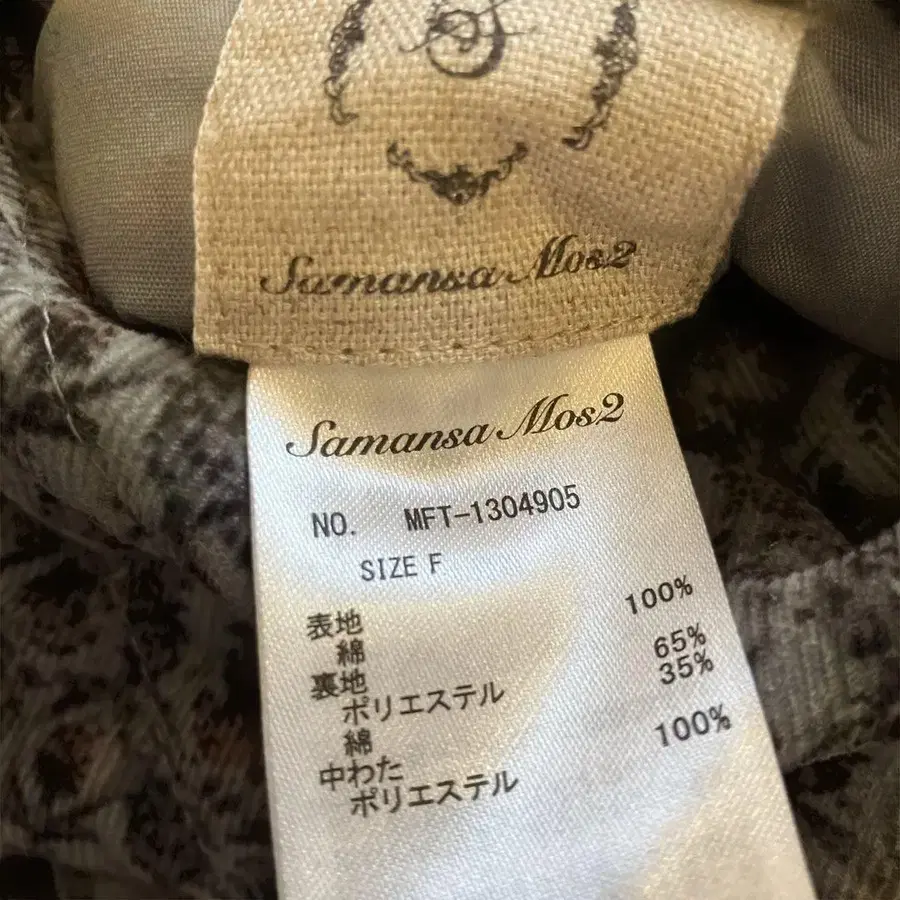 Samansa Mos2
Samansa Mos2
NO. MFT-1304905
SIZE F
表地
綿 100%
裏地
ポリエステル 65%
綿 35%
中わた
ポリエステル 100%